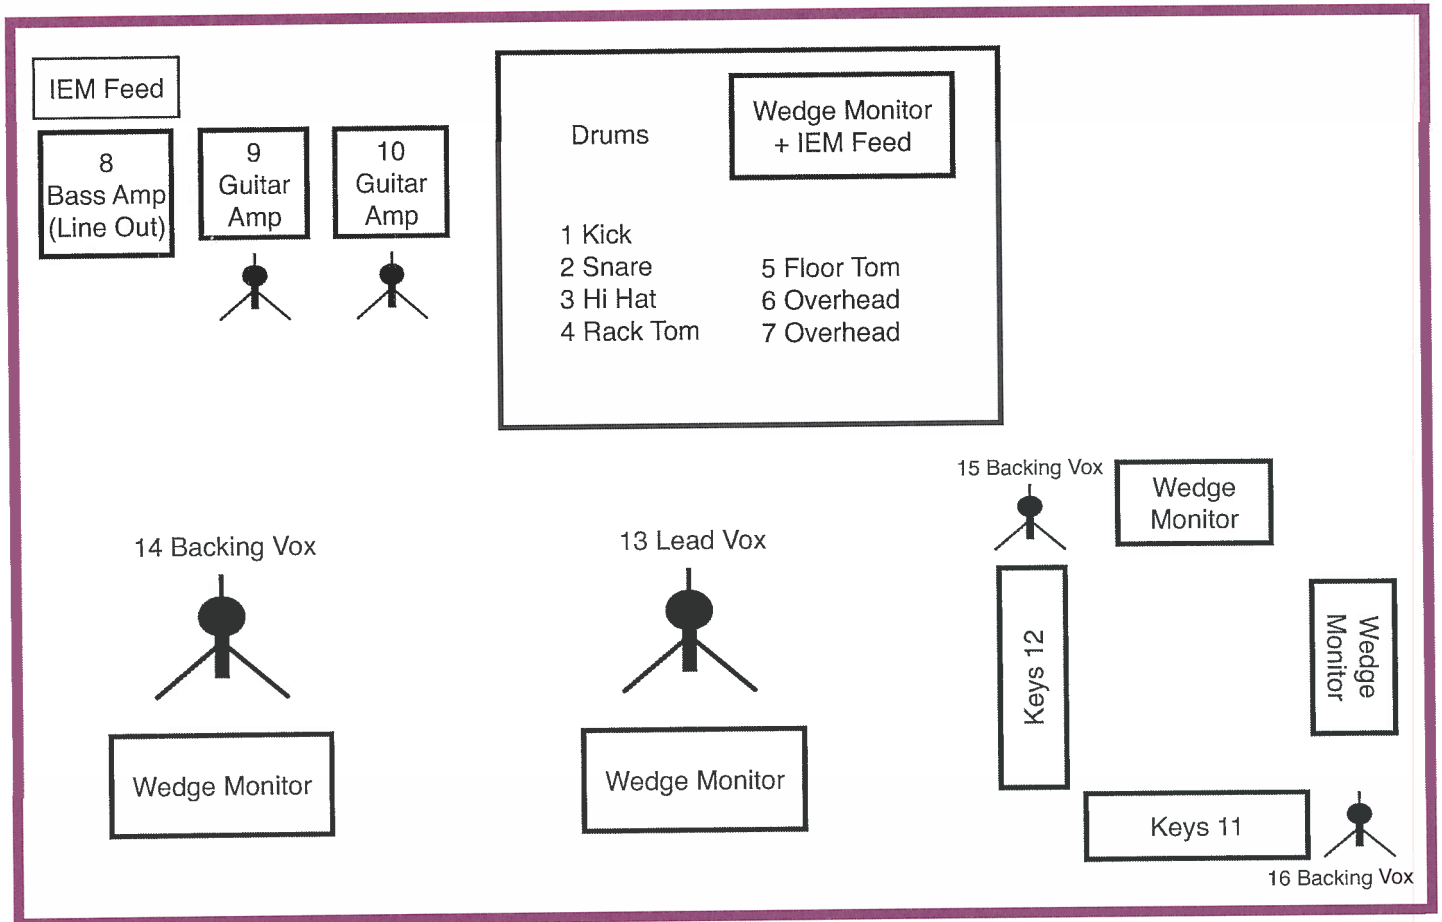 IEM Feed
8
Bass Amp
(Line Out)
9
Guitar
Amp
10
Guitar
Amp
Drums
Wedge Monitor
+ IEM Feed
1 Kick
2 Snare
3 Hi Hat
4 Rack Tom
5 Floor Tom
6 Overhead
7 Overhead
14 Backing Vox
Wedge Monitor
13 Lead Vox
Wedge Monitor
15 Backing Vox
Wedge
Monitor
Keys 12
Wedge
Monitor
Keys 11
16 Backing Vox